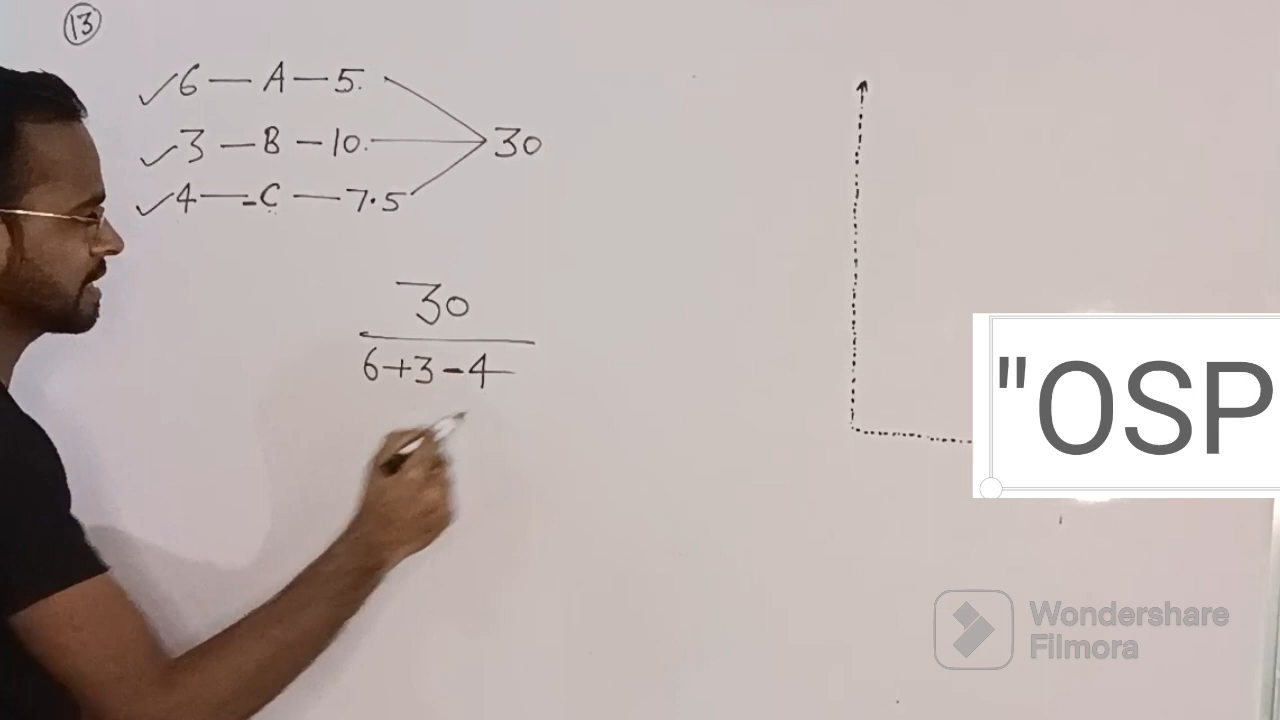 13
6 — A — 5.
3 — B — 10.
4 — C — 7.5
30
30
6+3-4
"OSP
Wondershare
Filmora